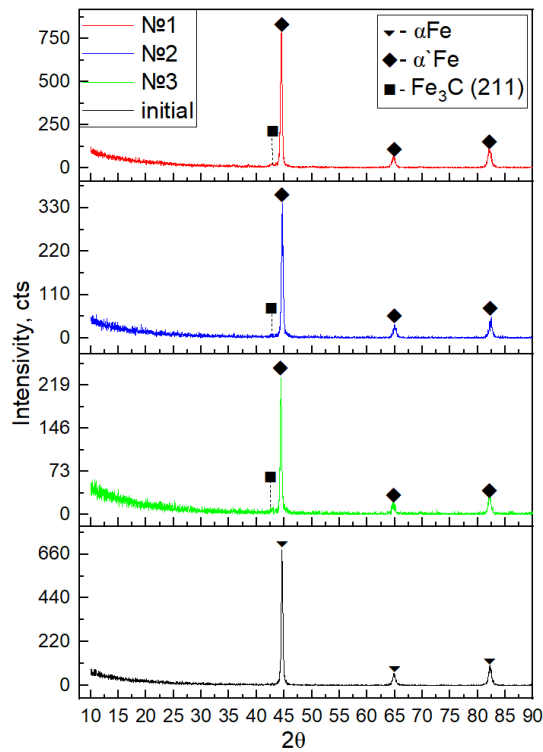 №1
№2
№3
initial
▼- αFe
◆- α`Fe
■- Fe₃C (211)
750
500
250
0
330
220
110
0
219
146
73
0
660
440
220
0
Intensivity, cts
10 15 20 25 30 36 42 45 50 55 60 65 70 75 80 85 90
2θ